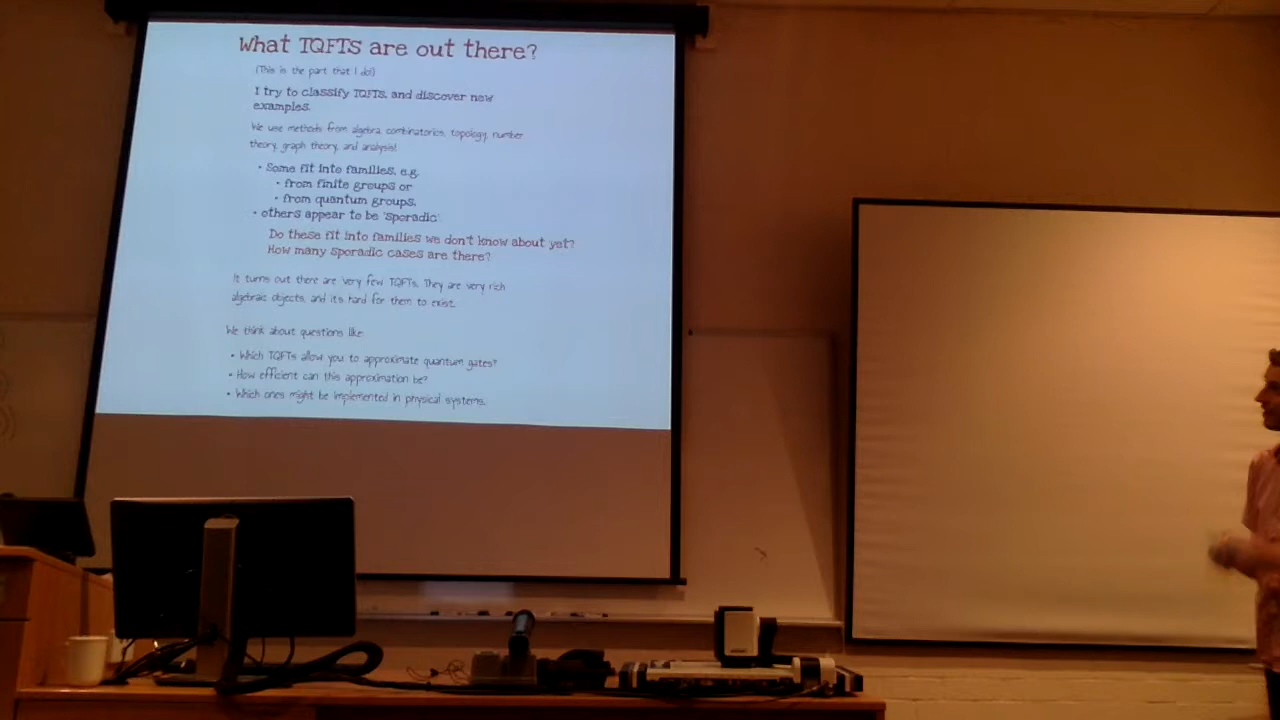 What TQFTs are out there?
(This is the part that I do!)
I try to classify TQFTs, and discover new
examples.
We use methods from algebra, combinatorics, topology, number
theory, graph theory, and analysis!
• Some fit into families, e.g.
• from finite groups or
• from quantum groups,
• others appear to be 'sporadic'.
Do these fit into families we don't know about yet?
How many sporadic cases are there?
It turns out there are very few TQFTs. They are very rich
algebraic objects, and it's hard for them to exist.
We think about questions like:
• Which TQFTs allow you to approximate quantum gates?
• How efficient can this approximation be?
• Which ones might be implemented in physical systems.